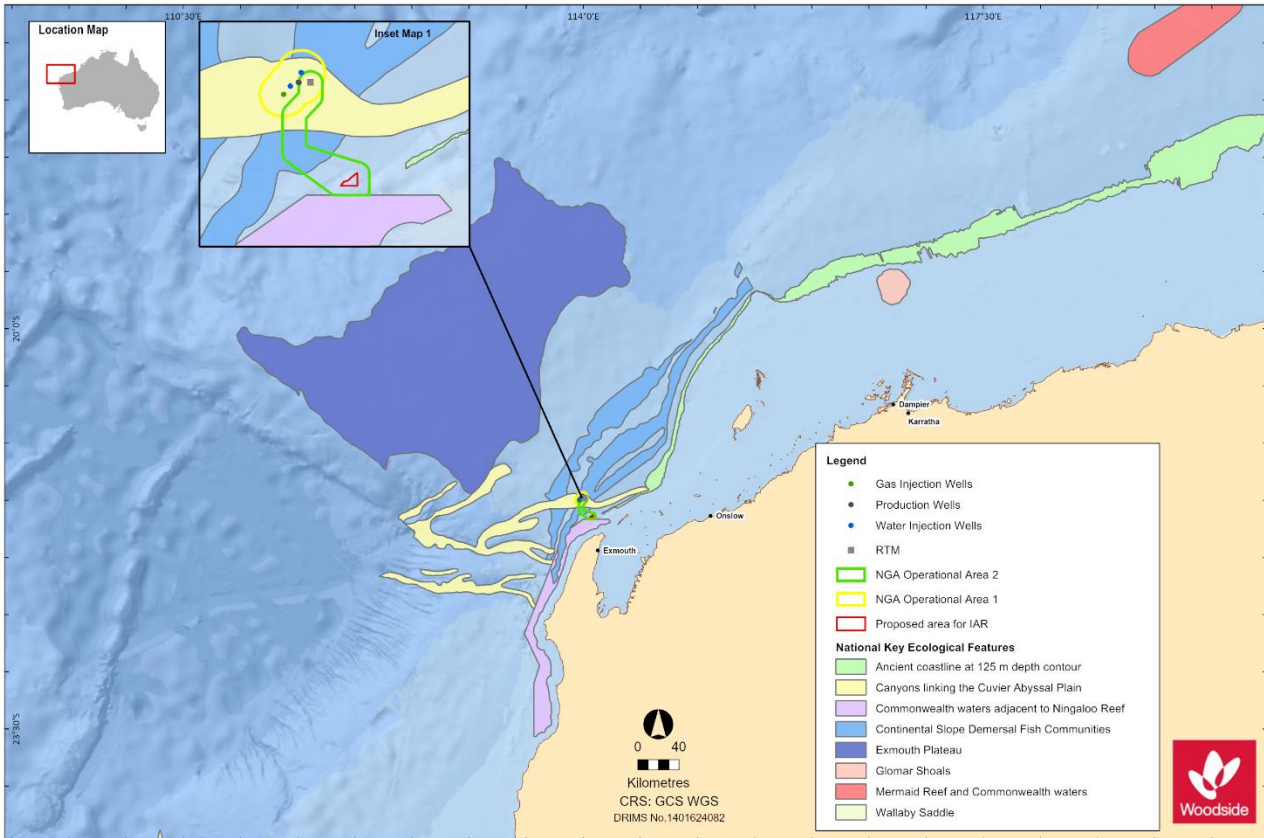 110°30'E
114°0'E
117°30'E
Location Map
Inset Map 1
20°0'S
Dampier
Karratha
Onslow
Exmouth
Legend
Gas Injection Wells
Production Wells
Water Injection Wells
RTM
NGA Operational Area 2
NGA Operational Area 1
Proposed area for IAR
National Key Ecological Features
Ancient coastline at 125 m depth contour
Canyons linking the Cuvier Abyssal Plain
Commonwealth waters adjacent to Ningaloo Reef
Continental Slope Demersal Fish Communities
Exmouth Plateau
Glomar Shoals
Mermaid Reef and Commonwealth waters
Wallaby Saddle
23°30'S
0 40
Kilometres
CRS: GCS WGS
DRIMS No.1401624082
Woodside